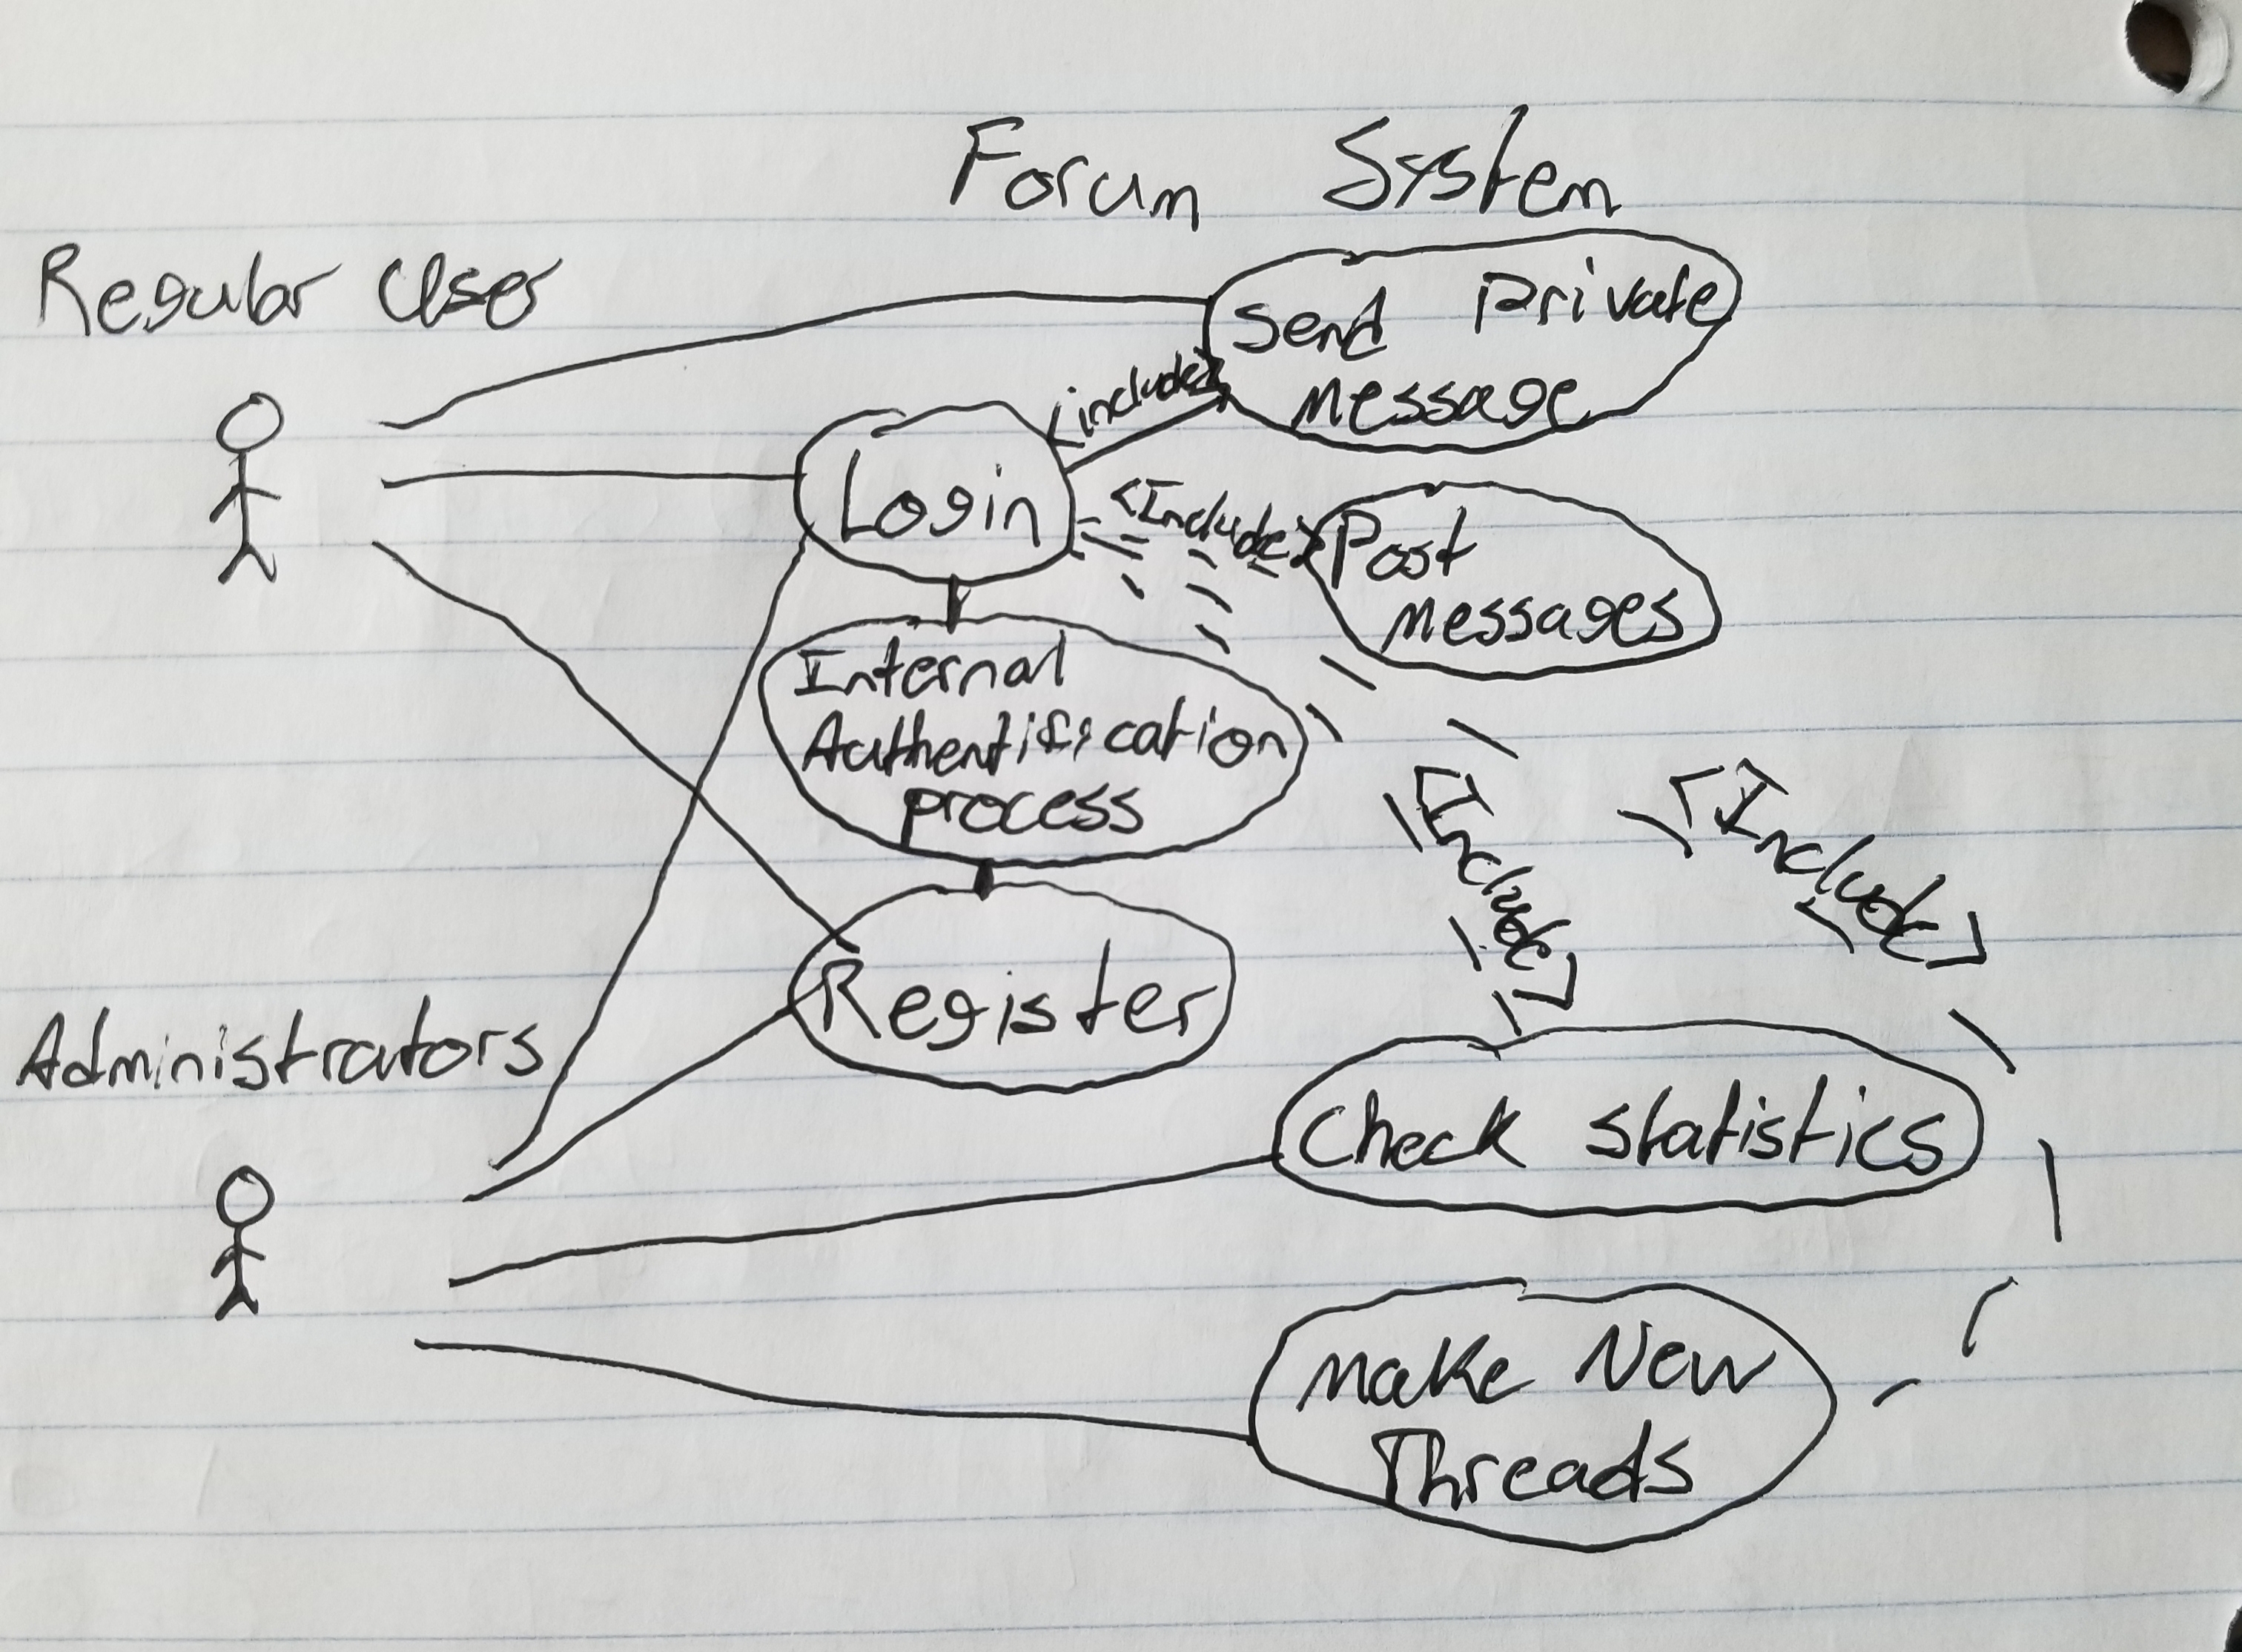 Forum System
Regular User
Send Private
Message
<include>
Login
<Include>
Post
Messages
Internal
Authentification
process
<Include>
<Include>
Register
Administrators
Check Statistics
Make New
Threads